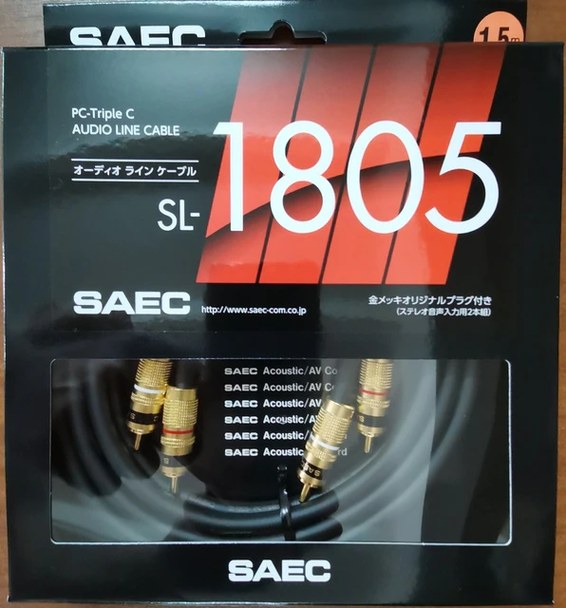 SAEC
1.5m
PC-Triple C
AUDIO LINE CABLE
オーディオ ライン ケーブル
SL-1805
SAEC http://www.saec-com.co.jp
金メッキオリジナルプラグ付き
(ステレオ音声入力用2本組)
SAEC Acoustic/AV Co
SAEC Acoustic/AV C
SAEC Acoustic/AV
SAEC Acoustic/AV
SAEC Acoustic/A
SAEC Acoustic rd
SAEC